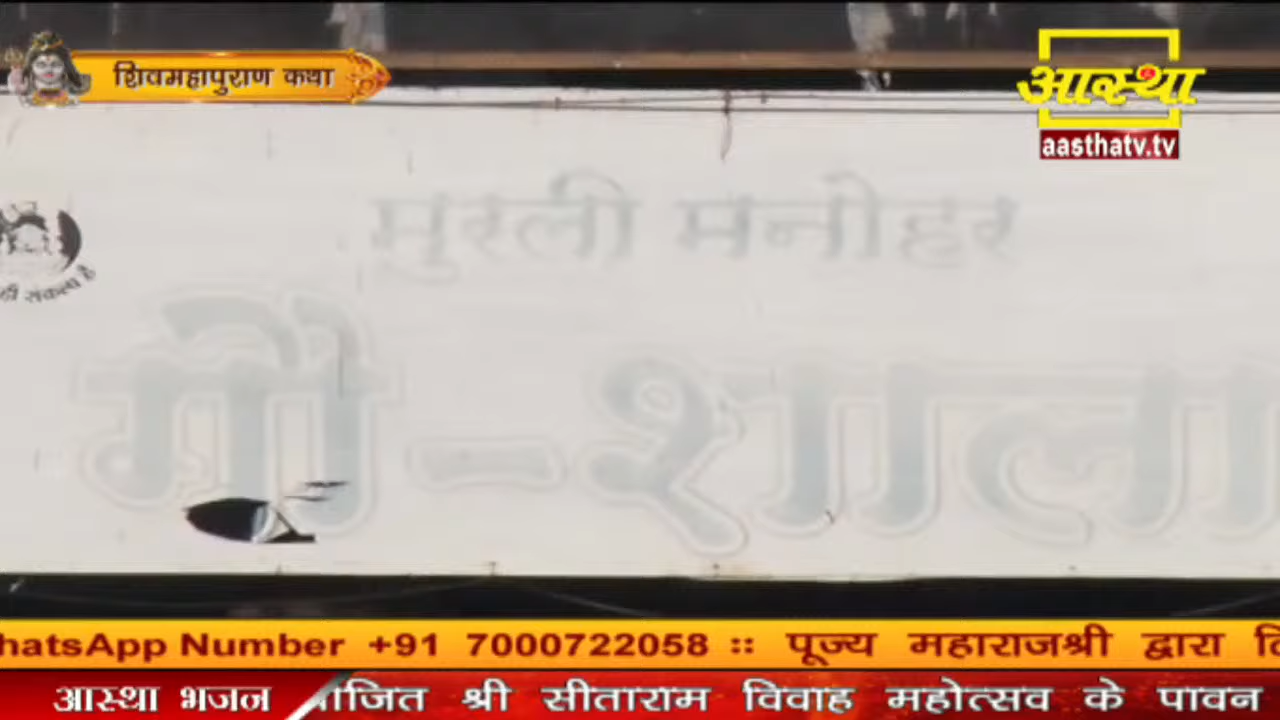 शिवमहापुराण कथा
आस्था
aasthatv.tv
मुरली मनोहर
ही संकल्प है
गौ-शाला
hatsApp Number +91 7000722058 :: पूज्य महाराजश्री द्वारा
आस्था भजन
ाजित श्री सीताराम विवाह महोत्सव के पावन